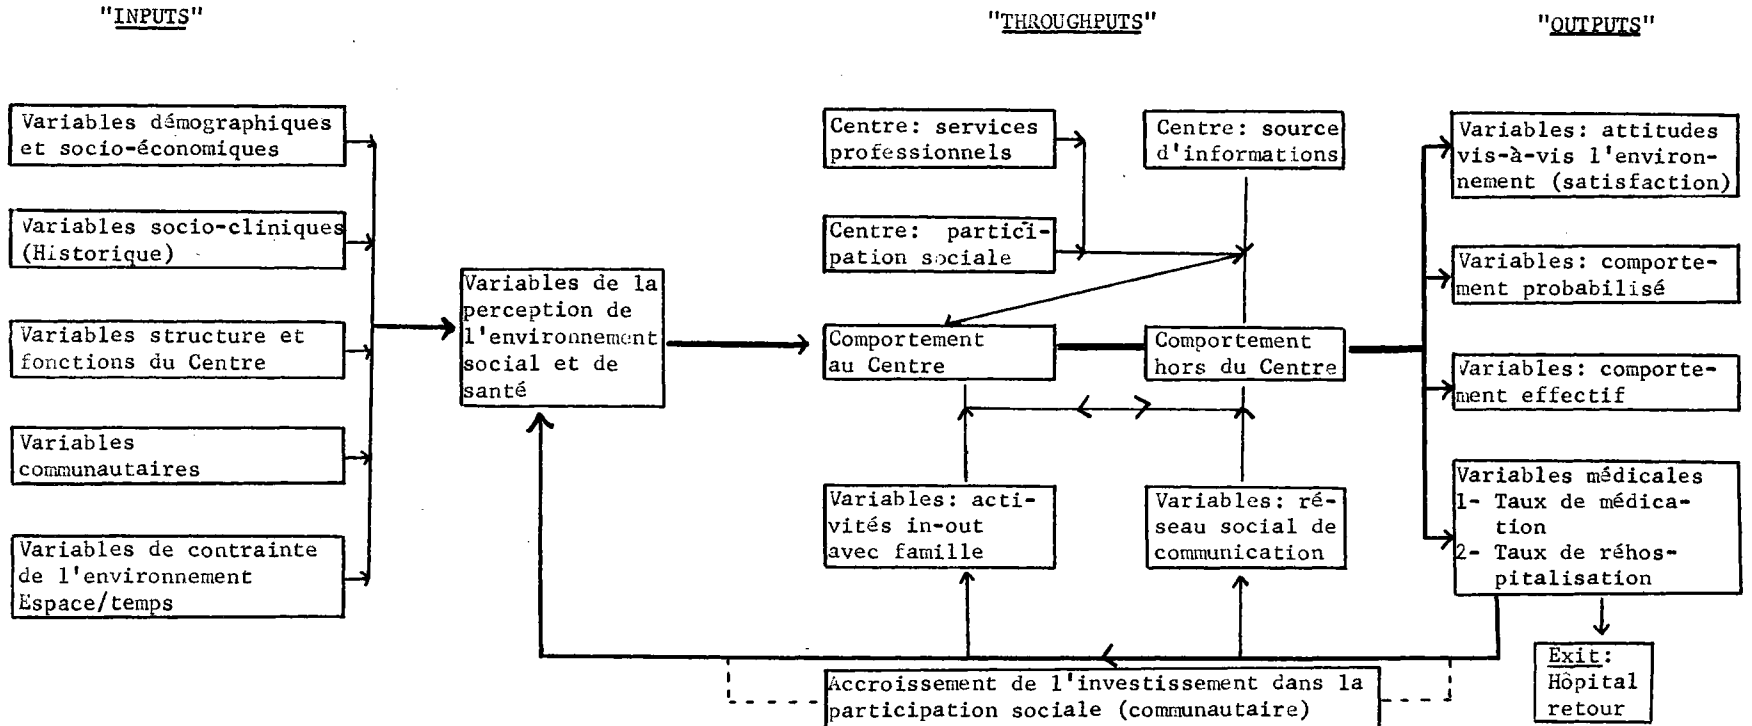 "INPUTS"
"THROUGHPUTS"
"OUTPUTS"
Variables démographiques
et socio-économiques
Variables socio-cliniques
(Historique)
Variables structure et
fonctions du Centre
Variables
communautaires
Variables de contrainte
de l'environnement
Espace/temps
Variables de la
perception de
l'environnement
social et de
santé
Centre: services
professionnels
Centre: source
d'informations
Centre: partici-
pation sociale
Comportement
au Centre
Comportement
hors du Centre
Variables: acti-
vités in-out
avec famille
Variables: ré-
seau social de
communication
Accroissement de l'investissement dans la
participation sociale (communautaire)
Variables: attitudes
vis-à-vis l'environ-
nement (satisfaction)
Variables: comporte-
ment probabilisé
Variables: comporte-
ment effectif
Variables médicales
1- Taux de médica-
tion
2- Taux de réhos-
pitalisation
Exit:
Hôpital
retour